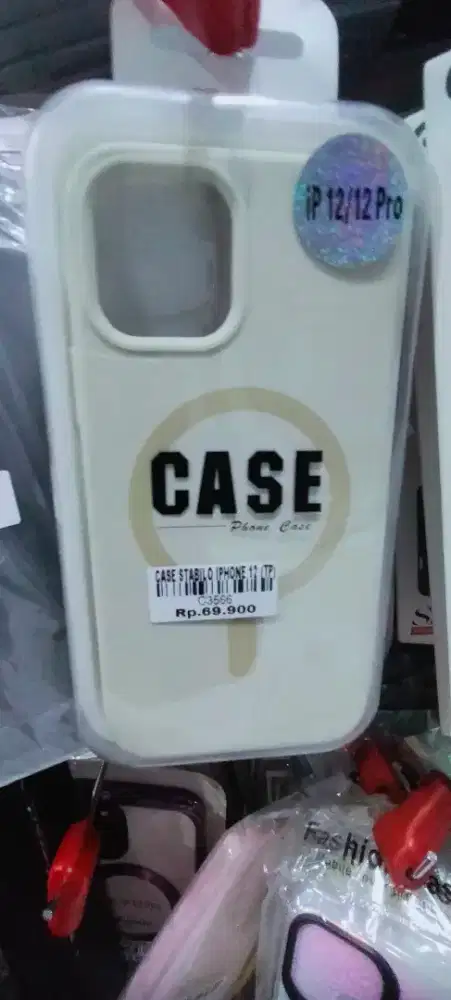 iP 12/12 Pro
CASE
Phone Case
CASE STABILO IPHONE 12 (TP)
C3566
Rp.69.900
Fashion